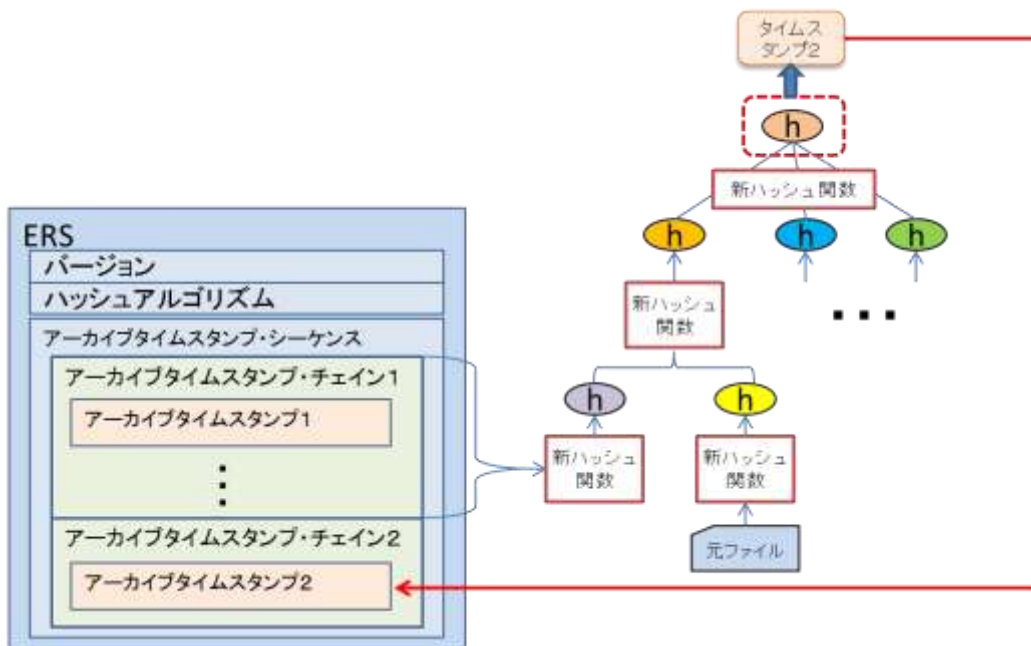 タイムス
タンプ2
h
新ハッシュ関数
h
h
h
新ハッシュ
関数
h
h
新ハッシュ
関数
新ハッシュ
関数
元ファイル
ERS
バージョン
ハッシュアルゴリズム
アーカイブタイムスタンプ・シーケンス
アーカイブタイムスタンプ・チェイン1
アーカイブタイムスタンプ1
アーカイブタイムスタンプ・チェイン2
アーカイブタイムスタンプ2